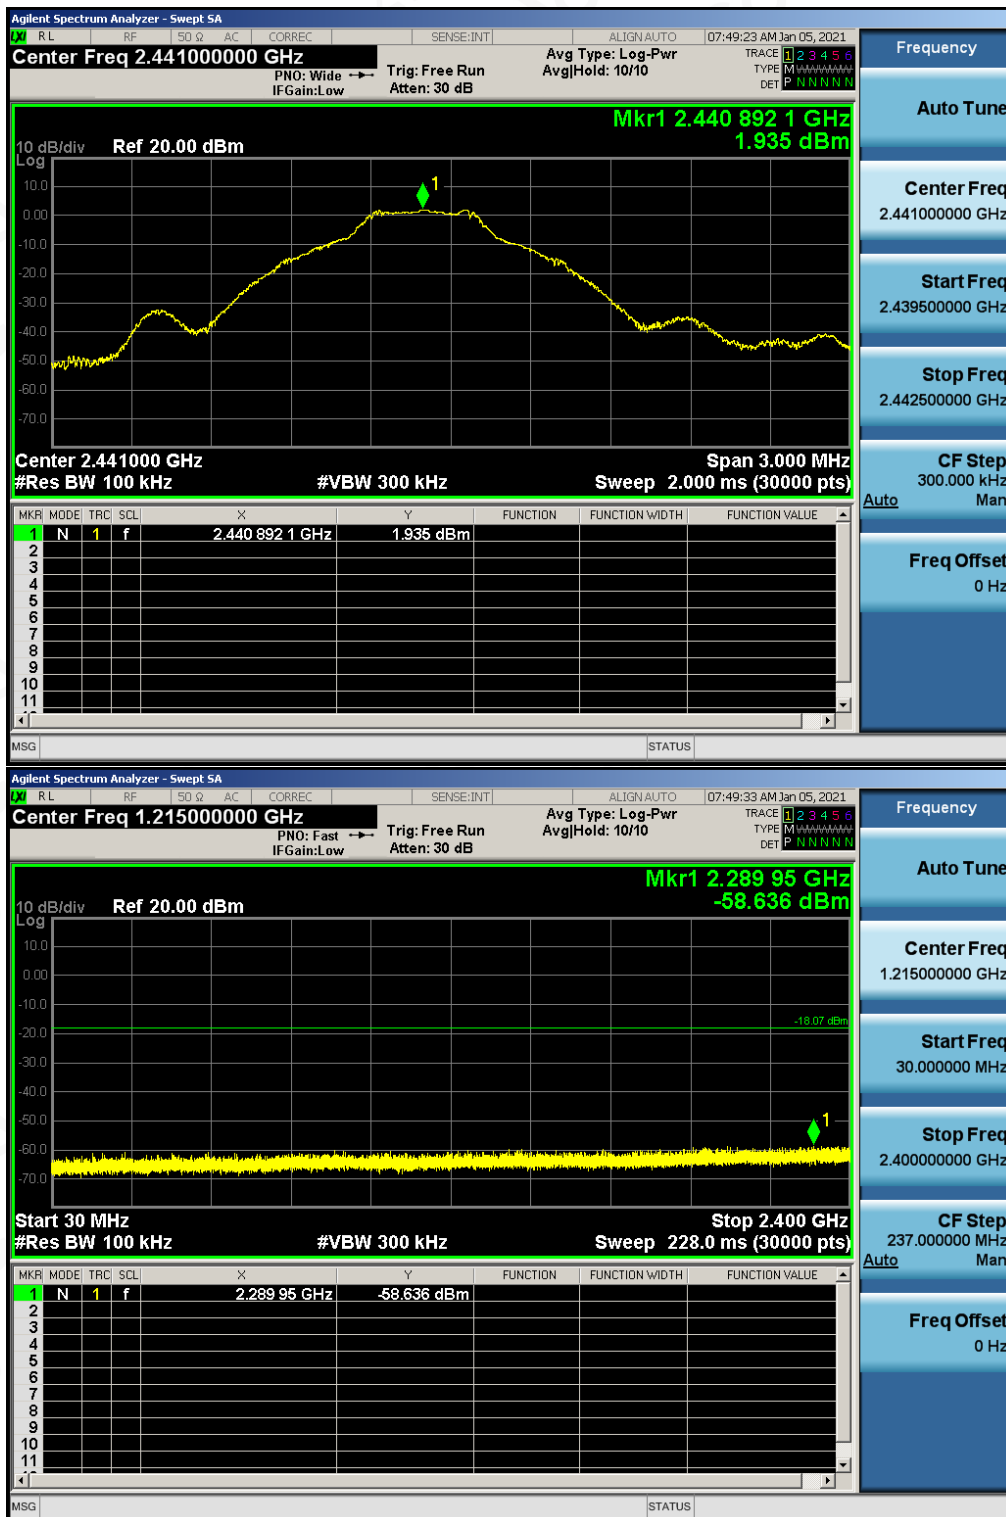 Agilent Spectrum Analyzer - Swept SA
LXI RL RF 50 Ω AC CORREC SENSE:INT ALIGN AUTO 07:49:23 AM Jan 05, 2021
Center Freq 2.441000000 GHz
PNO: Wide
IFGain:Low
Trig: Free Run
Atten: 30 dB
Avg Type: Log-Pwr
Avg|Hold: 10/10
TRACE 1 2 3 4 5 6
TYPE M WWWWW
DET P N N N N N
Mkr1 2.440 892 1 GHz
1.935 dBm
10 dB/div Ref 20.00 dBm
Log
10.0
0.00
-10.0
-20.0
-30.0
-40.0
-50.0
-60.0
-70.0
1
Center 2.441000 GHz Span 3.000 MHz
#Res BW 100 kHz #VBW 300 kHz Sweep 2.000 ms (30000 pts)
MKR MODE TRC SCL X Y FUNCTION FUNCTION WIDTH FUNCTION VALUE
1 N 1 f 2.440 892 1 GHz 1.935 dBm
2
3
4
5
6
7
8
9
10
11
MSG STATUS
Frequency
Auto Tune
Center Freq
2.441000000 GHz
Start Freq
2.439500000 GHz
Stop Freq
2.442500000 GHz
CF Step
300.000 kHz
Auto Man
Freq Offset
0 Hz
Agilent Spectrum Analyzer - Swept SA
LXI RL RF 50 Ω AC CORREC SENSE:INT ALIGN AUTO 07:49:33 AM Jan 05, 2021
Center Freq 1.215000000 GHz
PNO: Fast
IFGain:Low
Trig: Free Run
Atten: 30 dB
Avg Type: Log-Pwr
Avg|Hold: 10/10
TRACE 1 2 3 4 5 6
TYPE M WWWWW
DET P N N N N N
Mkr1 2.289 95 GHz
-58.636 dBm
10 dB/div Ref 20.00 dBm
Log
10.0
0.00
-10.0
-20.0
-30.0
-40.0
-50.0
-60.0
-70.0
-18.07 dBm
1
Start 30 MHz Stop 2.400 GHz
#Res BW 100 kHz #VBW 300 kHz Sweep 228.0 ms (30000 pts)
MKR MODE TRC SCL X Y FUNCTION FUNCTION WIDTH FUNCTION VALUE
1 N 1 f 2.289 95 GHz -58.636 dBm
2
3
4
5
6
7
8
9
10
11
MSG STATUS
Frequency
Auto Tune
Center Freq
1.215000000 GHz
Start Freq
30.000000 MHz
Stop Freq
2.400000000 GHz
CF Step
237.000000 MHz
Auto Man
Freq Offset
0 Hz